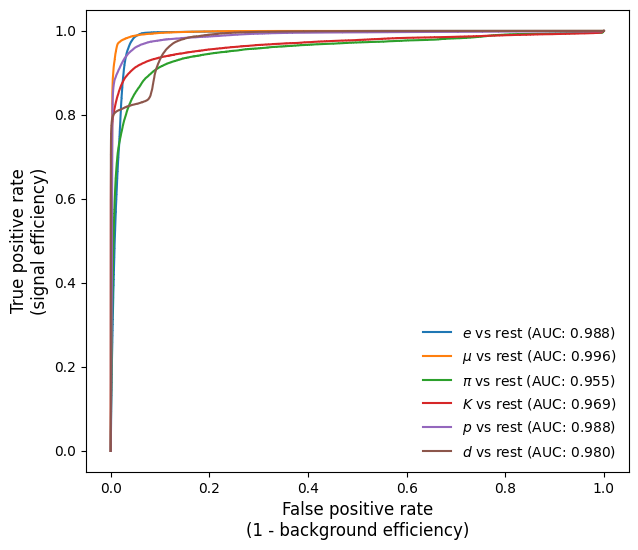 1.0
0.8
0.6
0.4
0.2
0.0
True positive rate
(signal efficiency)
e vs rest (AUC: 0.988)
μ vs rest (AUC: 0.996)
π vs rest (AUC: 0.955)
K vs rest (AUC: 0.969)
p vs rest (AUC: 0.988)
d vs rest (AUC: 0.980)
0.0 0.2 0.4 0.6 0.8 1.0
False positive rate
(1 - background efficiency)